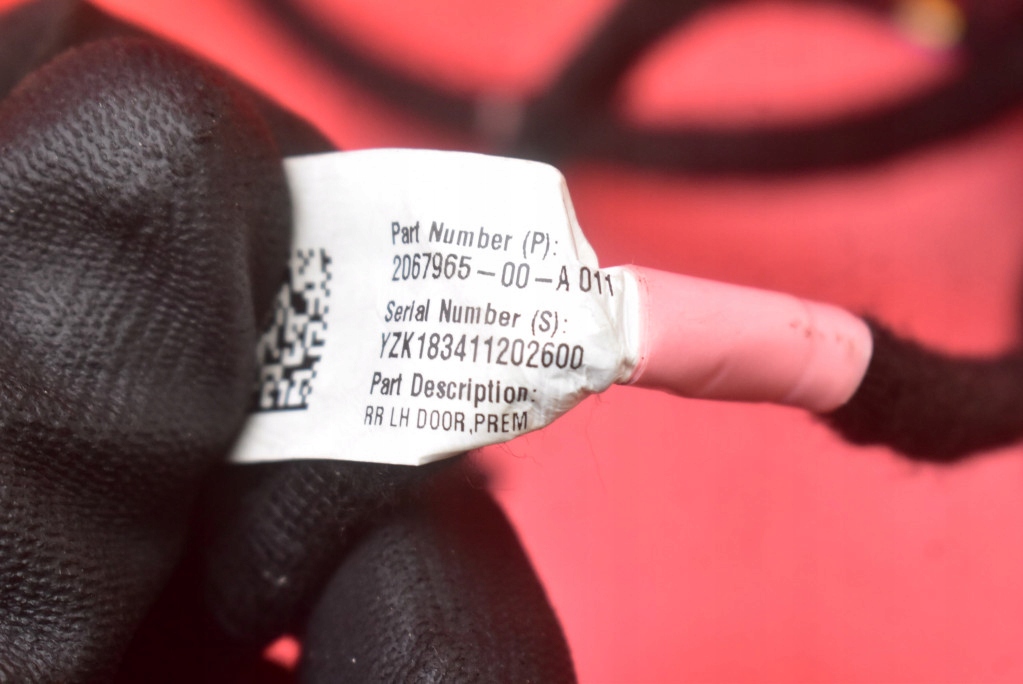 Part Number (P):
2067965-00-A 011
Serial Number (S):
YZK183411202600
Part Description:
RR LH DOOR,PREM